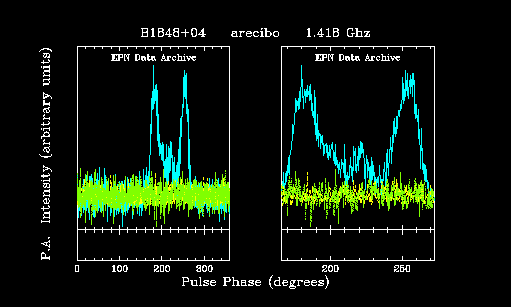 B1848+04 arecibo 1.418 Ghz
EPN Data Archive EPN Data Archive
P.A. Intensity (arbitrary units)
0 100 200 300 200 250
Pulse Phase (degrees)